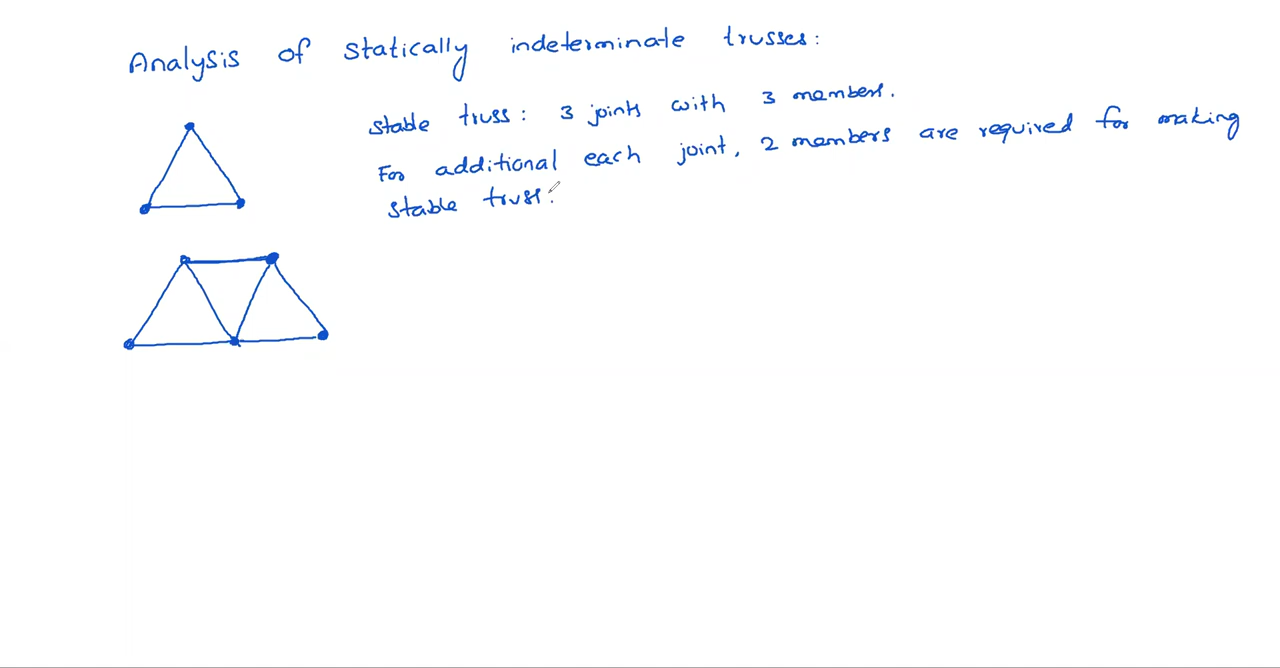 Analysis of statically indeterminate trusses:
Stable truss: 3 joints with 3 members.
For additional each joint, 2 members are required for making
stable truss.